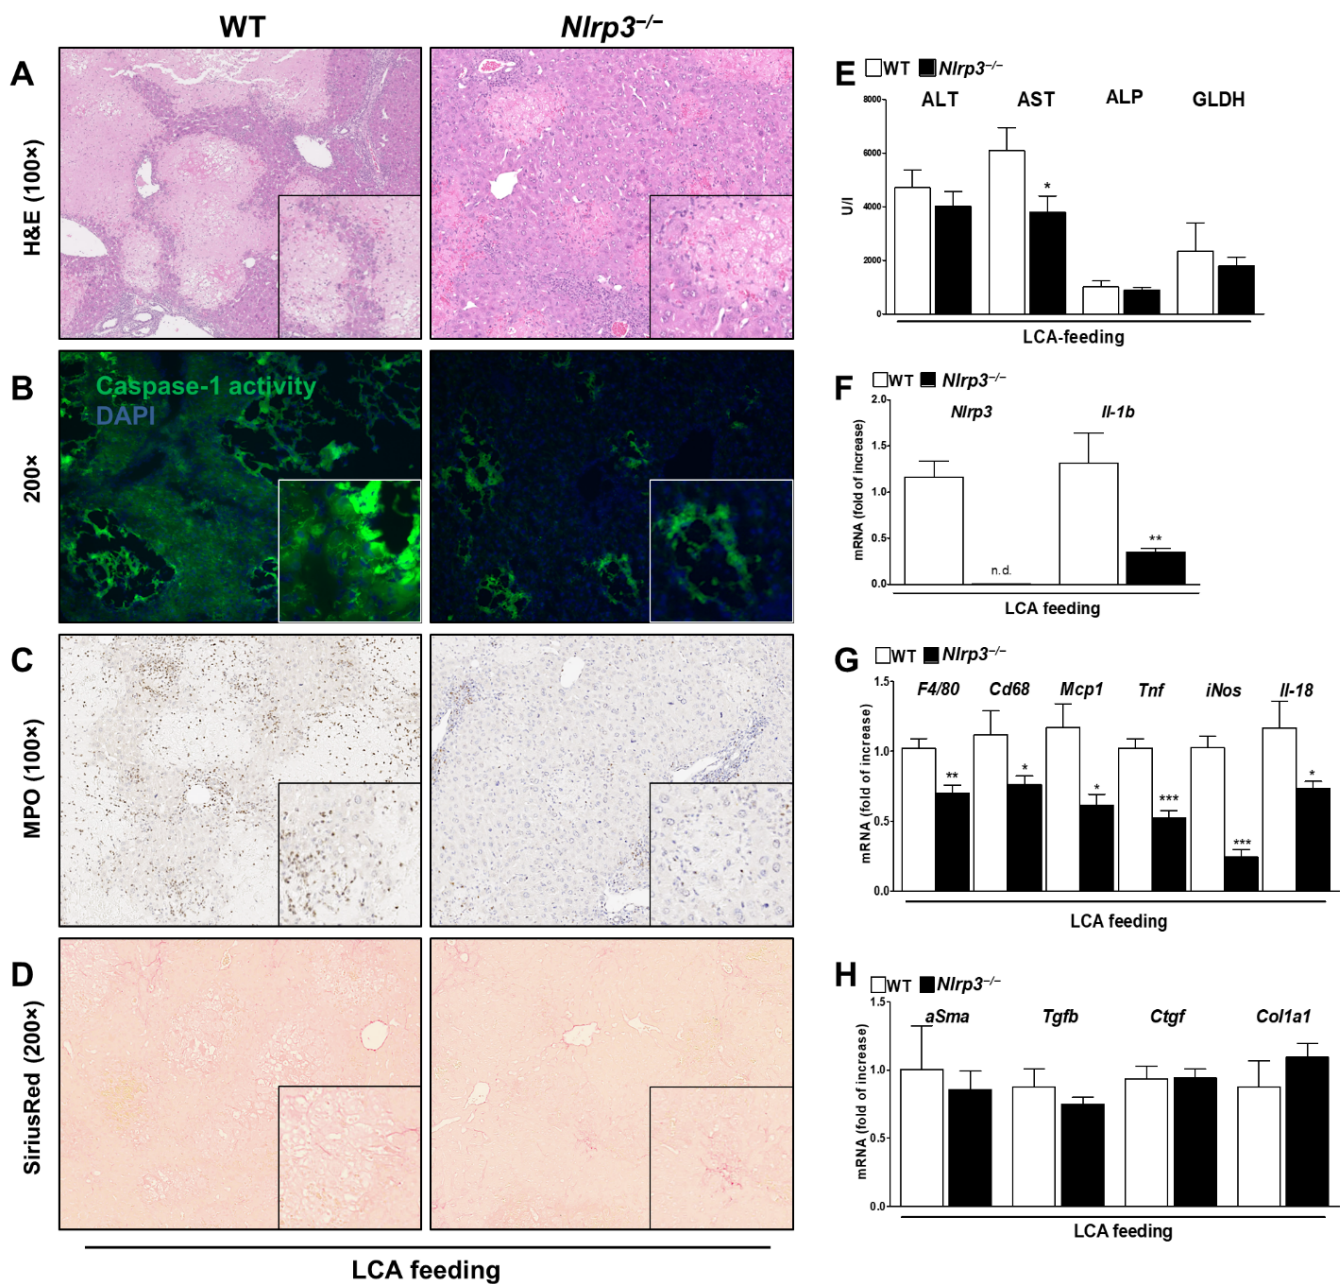 WT
Nlrp3–/–
A
H&E (100×)
B
200×
Caspase-1 activity
DAPI
C
MPO (100×)
D
SiriusRed (200×)
LCA feeding
E
WT Nlrp3–/–
ALT AST ALP GLDH
8000
6000
4000
2000
0
U/l
*
LCA-feeding
F
WT Nlrp3–/–
Nlrp3 Il-1b
2.0
1.5
1.0
0.5
0.0
mRNA (fold of increase)
n.d.
**
LCA feeding
G
WT Nlrp3–/–
F4/80 Cd68 Mcp1 Tnf iNos Il-18
1.5
1.0
0.5
0.0
mRNA (fold of increase)
** * * *** *** *
LCA feeding
H
WT Nlrp3–/–
aSma Tgfb Ctgf Col1a1
1.5
1.0
0.5
0.0
mRNA (fold of increase)
LCA feeding